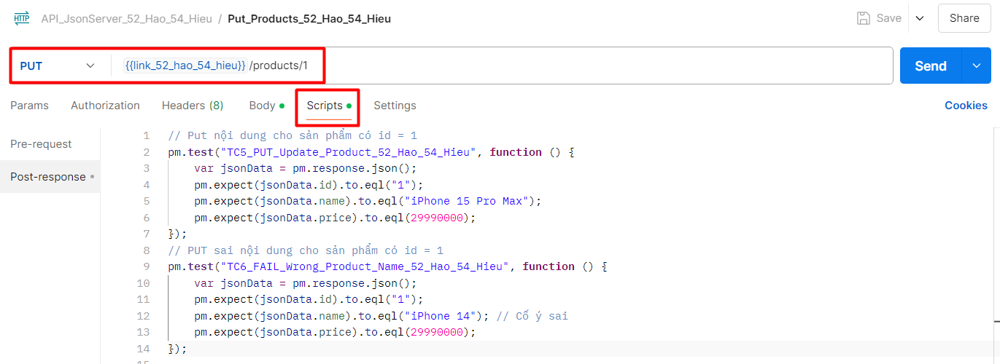 HTTP API_JsonServer_52_Hao_54_Hieu / Put_Products_52_Hao_54_Hieu Save Share
PUT {{link_52_hao_54_hieu}} /products/1 Send
Params Authorization Headers (8) Body Scripts Settings Cookies
Pre-request
Post-response
1 // Put nội dung cho sản phẩm có id = 1
2 pm.test("TC5_PUT_Update_Product_52_Hao_54_Hieu", function () {
3 var jsonData = pm.response.json();
4 pm.expect(jsonData.id).to.eql("1");
5 pm.expect(jsonData.name).to.eql("iPhone 15 Pro Max");
6 pm.expect(jsonData.price).to.eql(29990000);
7 });
8 // PUT sai nội dung cho sản phẩm có id = 1
9 pm.test("TC6_FAIL_Wrong_Product_Name_52_Hao_54_Hieu", function () {
10 var jsonData = pm.response.json();
11 pm.expect(jsonData.id).to.eql("1");
12 pm.expect(jsonData.name).to.eql("iPhone 14"); // Cố ý sai
13 pm.expect(jsonData.price).to.eql(29990000);
14 });
15